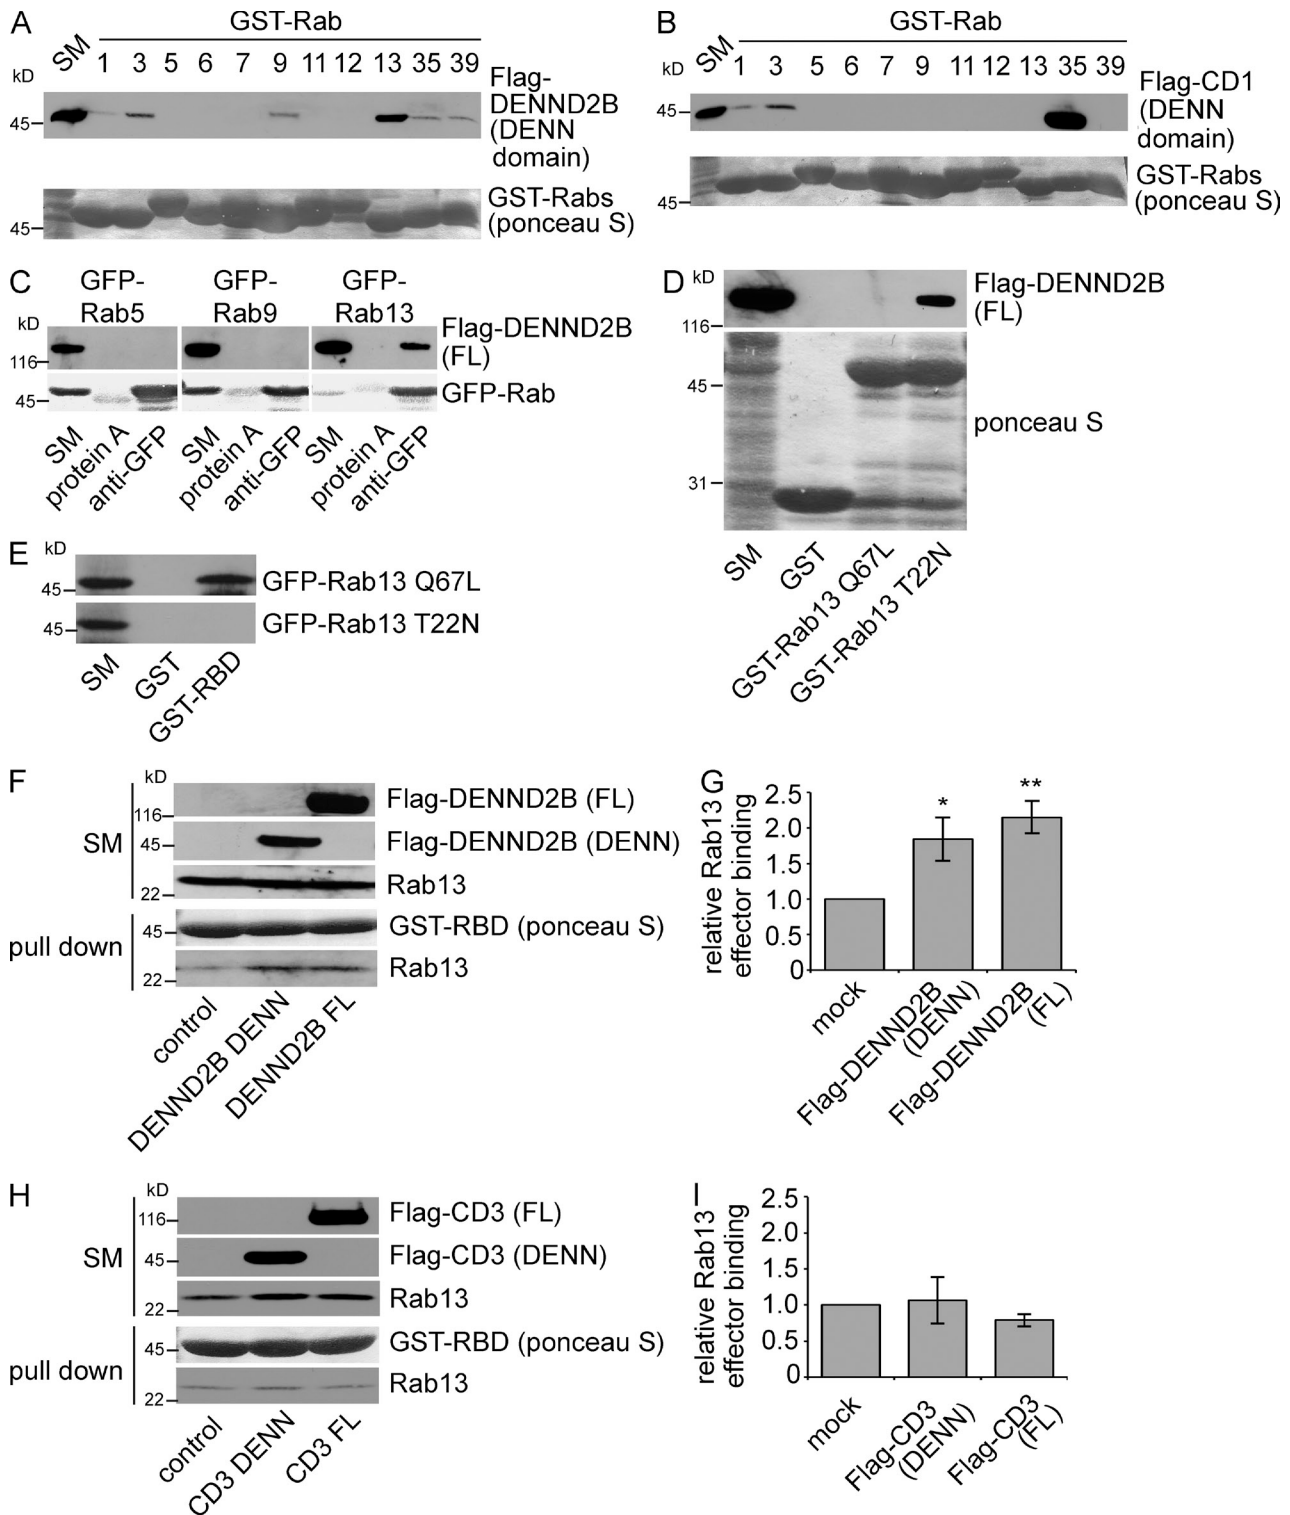 A
GST-Rab
SM 1 3 5 6 7 9 11 12 13 35 39
kD
45
Flag-
DENND2B
(DENN
domain)
45
GST-Rabs
(ponceau S)
B
GST-Rab
SM 1 3 5 6 7 9 11 12 13 35 39
kD
45
Flag-CD1
(DENN
domain)
45
GST-Rabs
(ponceau S)
C
GFP-
Rab5
GFP-
Rab9
GFP-
Rab13
kD
116
Flag-DENND2B
(FL)
45
GFP-Rab
SM protein A anti-GFP SM protein A anti-GFP SM protein A anti-GFP
D
kD
116
Flag-DENND2B
(FL)
45
ponceau S
31
SM GST GST-Rab13 Q67L GST-Rab13 T22N
E
kD
45
GFP-Rab13 Q67L
45
GFP-Rab13 T22N
SM GST GST-RBD
F
kD
SM
116
Flag-DENND2B (FL)
45
Flag-DENND2B (DENN)
22
Rab13
pull down
45
GST-RBD (ponceau S)
22
Rab13
control DENND2B DENN DENND2B FL
G
relative Rab13
effector binding
2.5
2.0
1.5
1.0
0.5
0
*
**
mock
Flag-DENND2B
(DENN)
Flag-DENND2B
(FL)
H
kD
SM
116
Flag-CD3 (FL)
45
Flag-CD3 (DENN)
22
Rab13
pull down
45
GST-RBD (ponceau S)
22
Rab13
control CD3 DENN CD3 FL
I
relative Rab13
effector binding
2.5
2.0
1.5
1.0
0.5
0
mock
Flag-CD3
(DENN)
Flag-CD3
(FL)